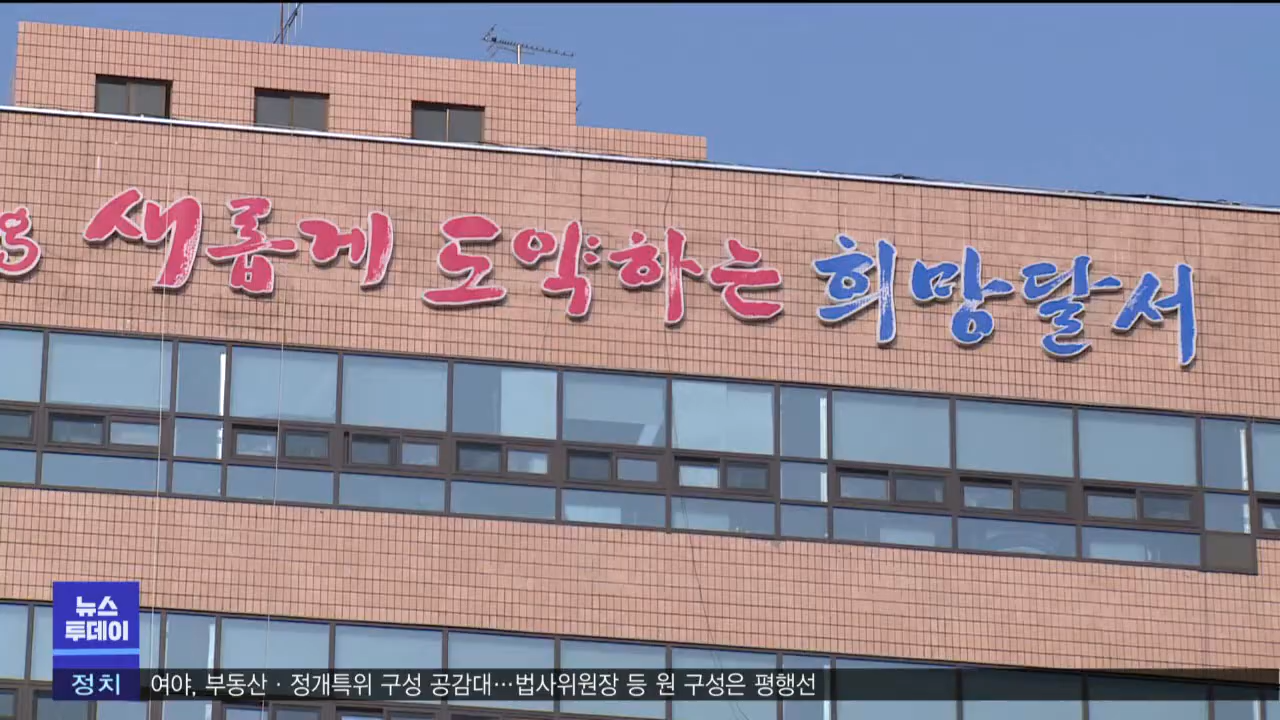 새롭게 도약하는 희망달서
뉴스
투데이
정치
여야, 부동산·정개특위 구성 공감대…법사위원장 등 원 구성은 평행선